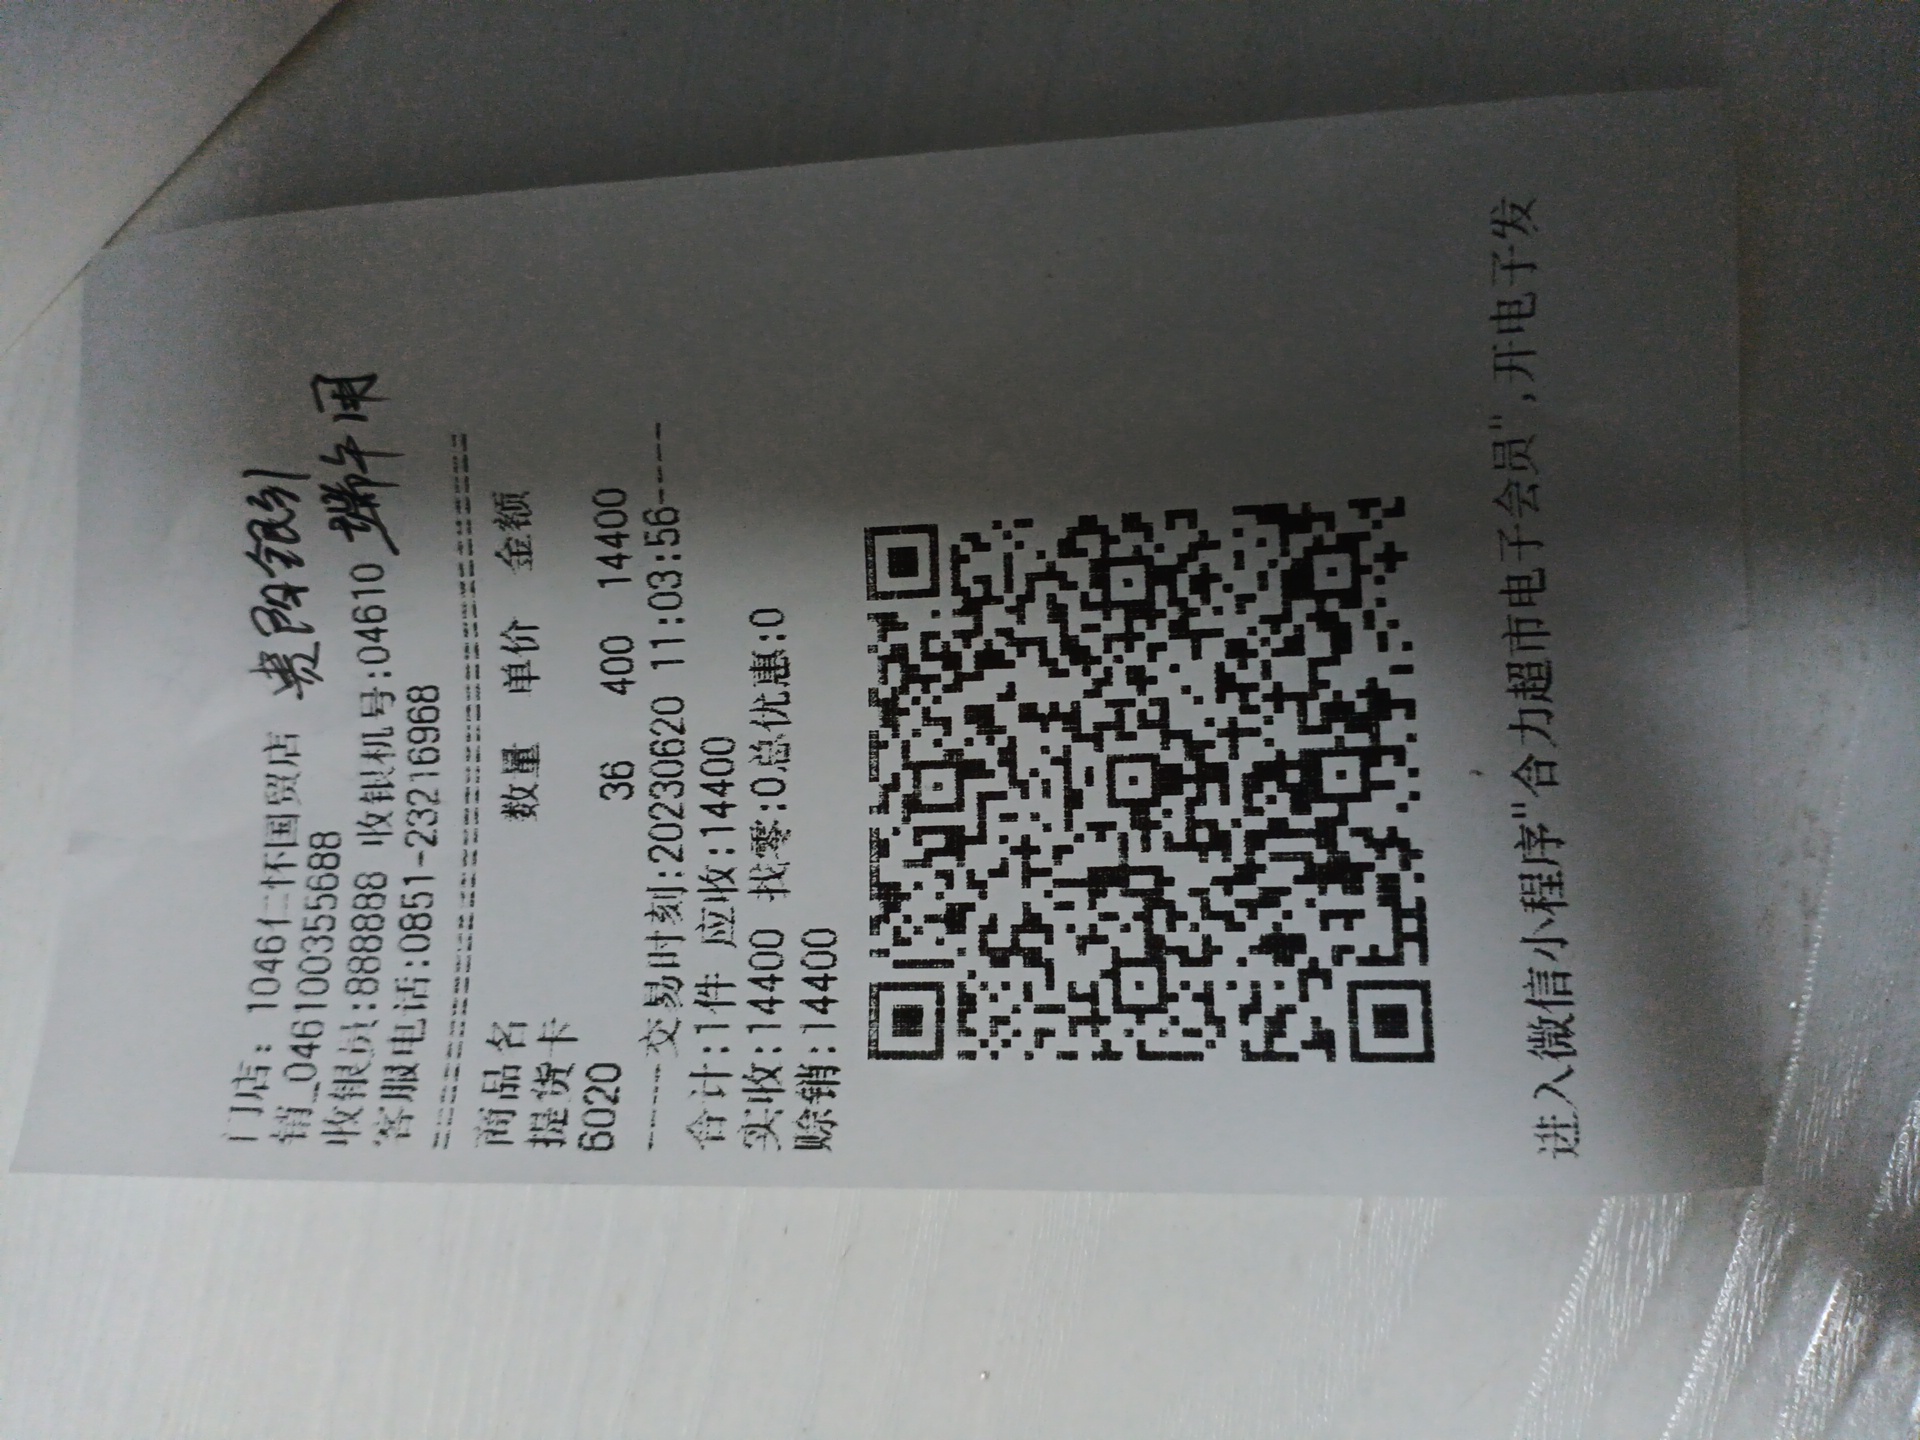 门店: 1046仁怀国贸店 贵阳银行
销_046100355688 端午用
收银员:888888 收银机号:04610
客服电话:0851-23216968
商品名 数量 单价 金额
提货卡
6020 36 400 14400
-----交易时刻:20230620 11:03:56-----
合计:1件 应收:14400
实收:14400 找零:0总优惠:0
赊销:14400
进入微信小程序"合力超市电子会员",开电子发